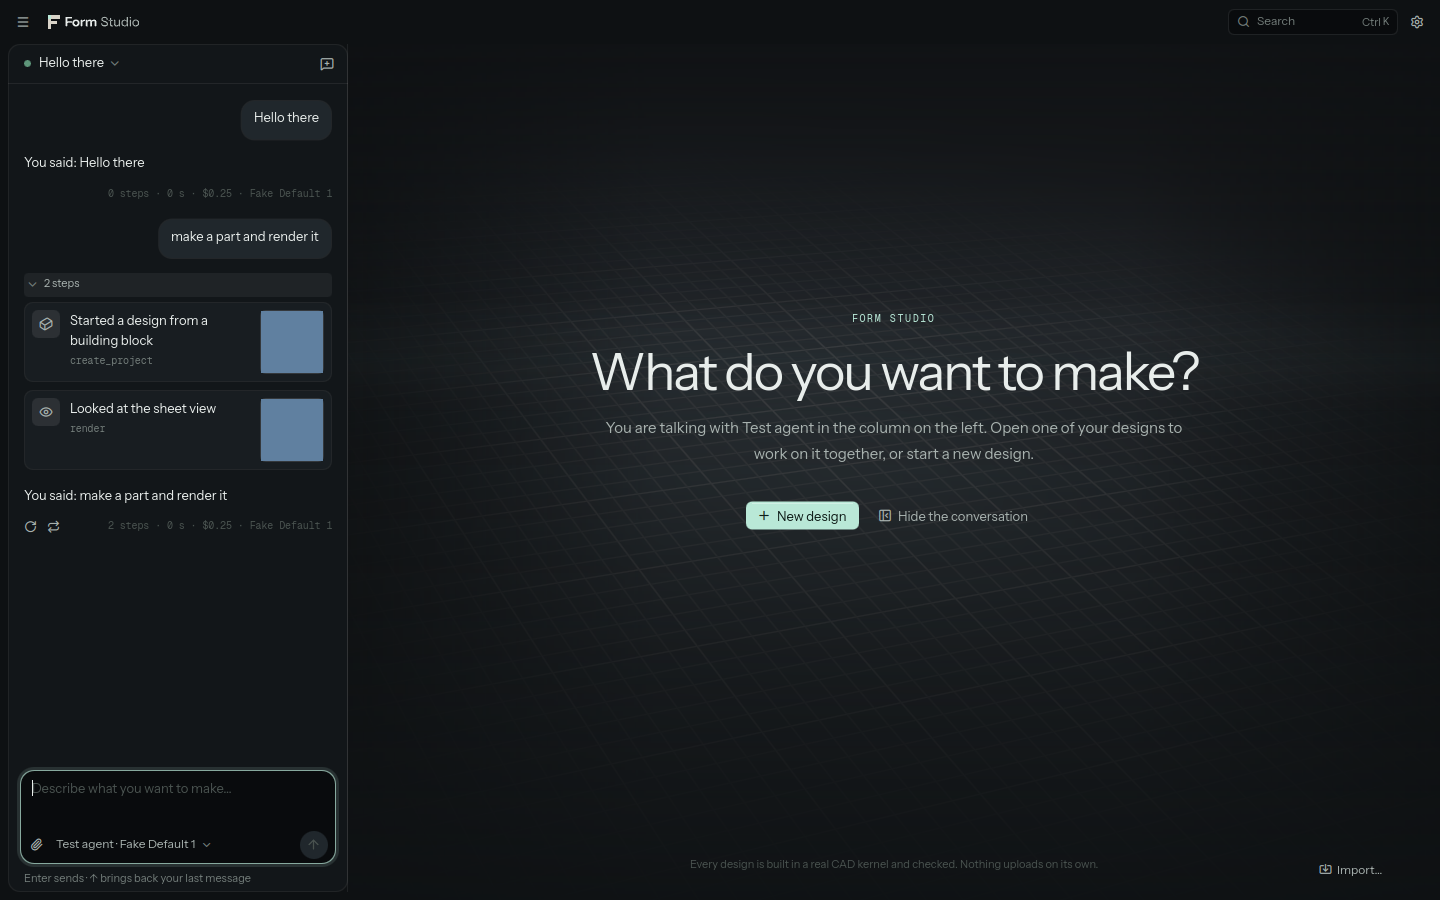 Form Studio
Search
Ctrl K
Hello there
Hello there
You said: Hello there
0 steps · 0 s · $0.25 · Fake Default 1
make a part and render it
2 steps
Started a design from a
building block
create_project
Looked at the sheet view
render
You said: make a part and render it
2 steps · 0 s · $0.25 · Fake Default 1
Describe what you want to make...
Test agent · Fake Default 1
Enter sends · ↑ brings back your last message
FORM STUDIO
What do you want to make?
You are talking with Test agent in the column on the left. Open one of your designs to
work on it together, or start a new design.
New design
Hide the conversation
Every design is built in a real CAD kernel and checked. Nothing uploads on its own.
Import...